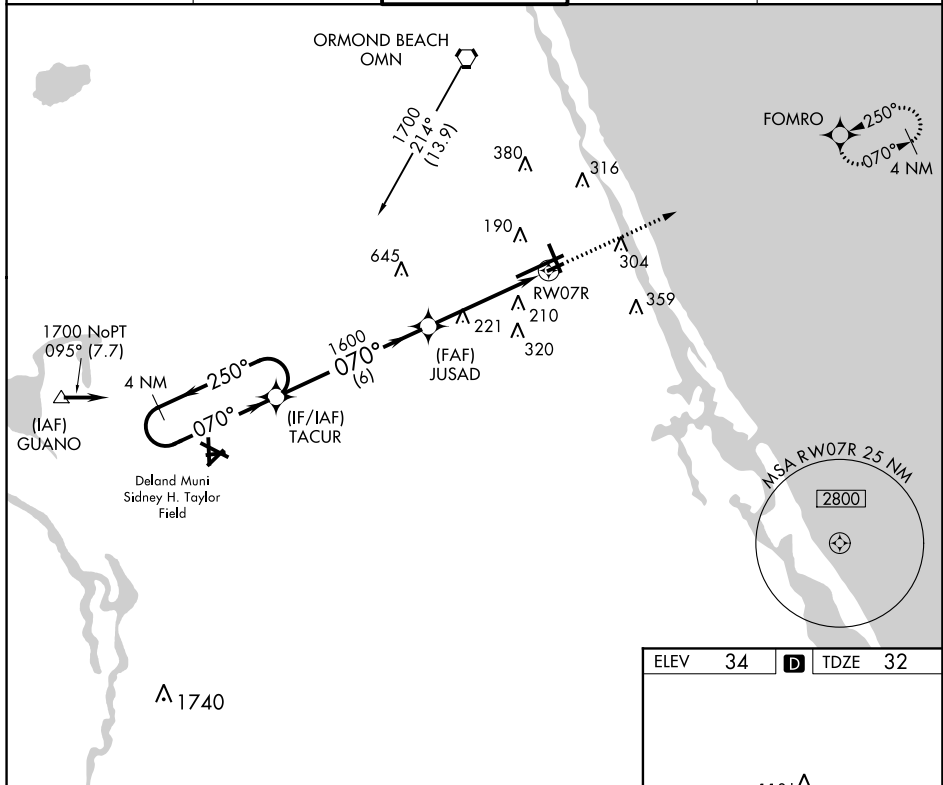 ORMOND BEACH
OMN
1700
214°
(13.9)
FOMRO
250°
070°
4 NM
380
316
190
645
304
RW07R
359
210
221
320
1700 NoPT
095° (7.7)
4 NM
250°
070°
1600
070°
(6)
(FAF)
JUSAD
(IF/IAF)
TACUR
(IAF)
GUANO
Deland Muni
Sidney H. Taylor
Field
MSA RW07R 25 NM
2800
1740
ELEV 34 D TDZE 32